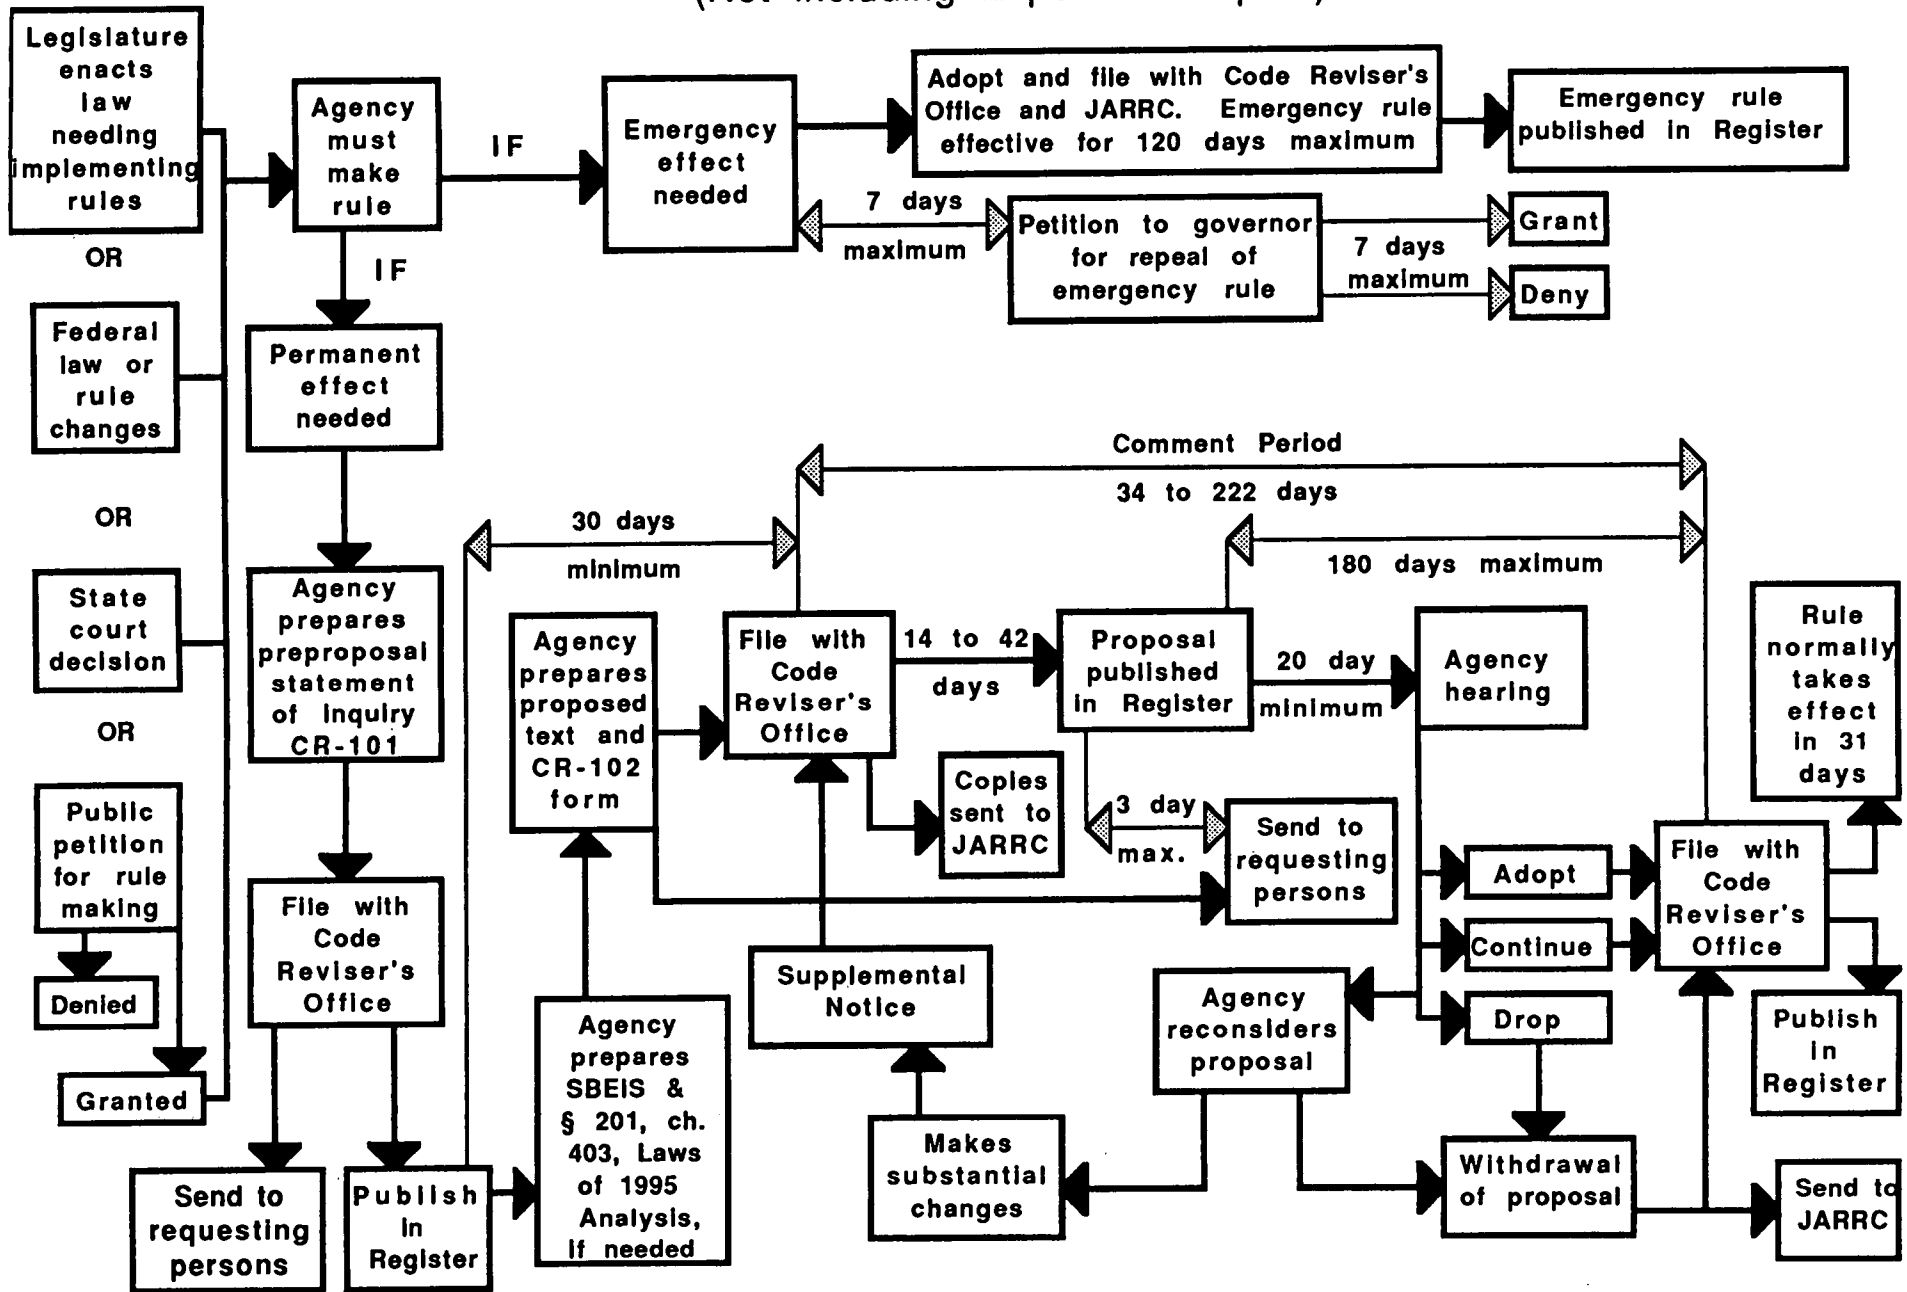 (Not including
Legislature
enacts
law
needing
implementing
rules
OR
Federal
law or
rule
changes
OR
State
court
decision
OR
Public
petition
for rule
making
Denied
Granted
Agency
must
make
rule
IF
IF
Emergency
effect
needed
Adopt and file with Code Reviser's
Office and JARRC. Emergency rule
effective for 120 days maximum
Emergency rule
published in Register
7 days
maximum
Petition to governor
for repeal of
emergency rule
7 days
maximum
Grant
Deny
Permanent
effect
needed
Agency
prepares
preproposal
statement
of inquiry
CR-101
File with
Code
Reviser's
Office
Send to
requesting
persons
Publish
in
Register
30 days
minimum
Agency
prepares
SBEIS &
§ 201, ch.
403, Laws
of 1995
Analysis,
if needed
Agency
prepares
proposed
text and
CR-102
form
Comment Period
34 to 222 days
180 days maximum
File with
Code
Reviser's
Office
14 to 42
days
Proposal
published
in Register
20 day
minimum
Agency
hearing
Copies
sent to
JARRC
3 day
max.
Send to
requesting
persons
Supplemental
Notice
Makes
substantial
changes
Agency
reconsiders
proposal
Adopt
Continue
Drop
Withdrawal
of proposal
File with
Code
Reviser's
Office
Rule
normally
takes
effect
in 31
days
Publish
in
Register
Send to
JARRC